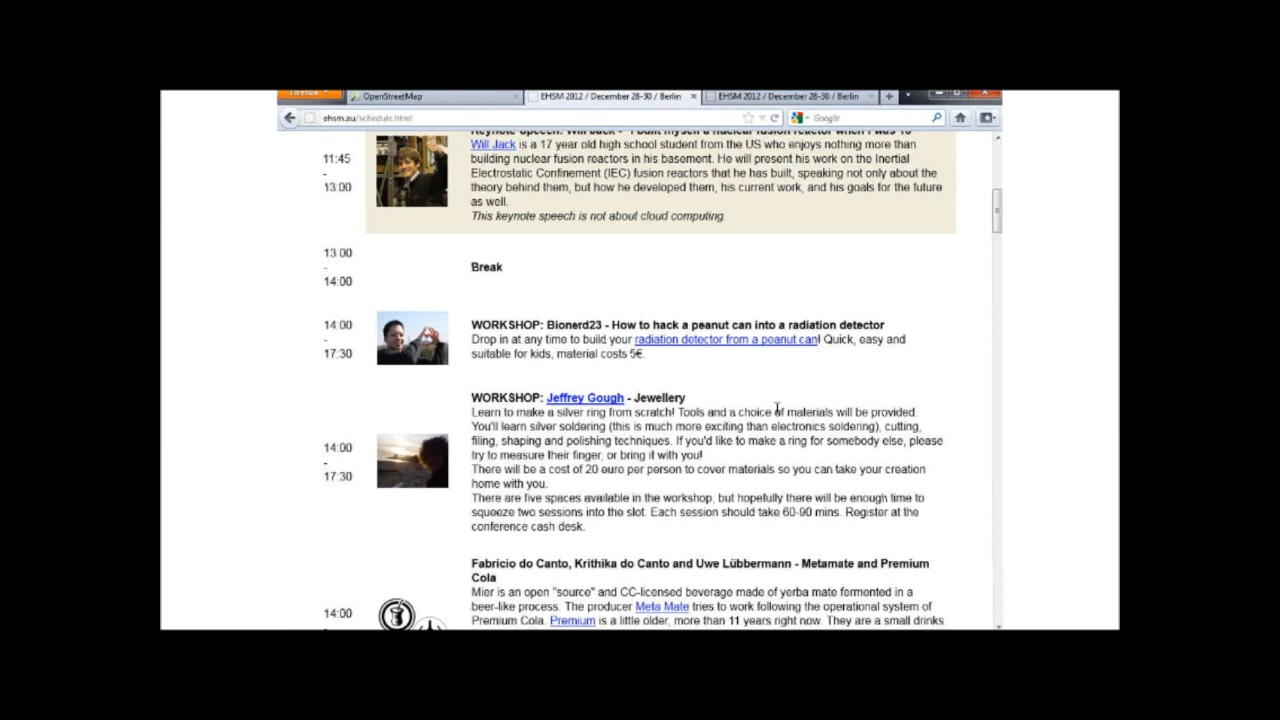 OpenStreetMap
EHSM 2012 / December 28-30 / Berlin
EHSM 2012 / December 28-30 / Berlin
ehsm.eu/schedule.html
Google
Keynote speech: Will Jack - I built myself a nuclear fusion reactor when I was
11:45
-
13:00
Will Jack is a 17 year old high school student from the US who enjoys nothing more than
building nuclear fusion reactors in his basement. He will present his work on the Inertial
Electrostatic Confinement (IEC) fusion reactors that he has built, speaking not only about the
theory behind them, but how he developed them, his current work, and his goals for the future
as well.
This keynote speech is not about cloud computing.
13:00
-
14:00
Break
14:00
-
17:30
WORKSHOP: Bionerd23 - How to hack a peanut can into a radiation detector
Drop in at any time to build your radiation detector from a peanut can! Quick, easy and
suitable for kids, material costs 5€.
14:00
-
17:30
WORKSHOP: Jeffrey Gough - Jewellery
Learn to make a silver ring from scratch! Tools and a choice of materials will be provided.
You'll learn silver soldering (this is much more exciting than electronics soldering), cutting,
filing, shaping and polishing techniques. If you'd like to make a ring for somebody else, please
try to measure their finger, or bring it with you!
There will be a cost of 20 euro per person to cover materials so you can take your creation
home with you.
There are five spaces available in the workshop, but hopefully there will be enough time to
squeeze two sessions into the slot. Each session should take 60-90 mins. Register at the
conference cash desk.
14:00
-
Fabricio do Canto, Krithika do Canto and Uwe Lübbermann - Metamate and Premium
Cola
Mier is an open "source" and CC-licensed beverage made of yerba mate fermented in a
beer-like process. The producer Meta Mate tries to work following the operational system of
Premium Cola. Premium is a little older, more than 11 years right now. They are a small drinks